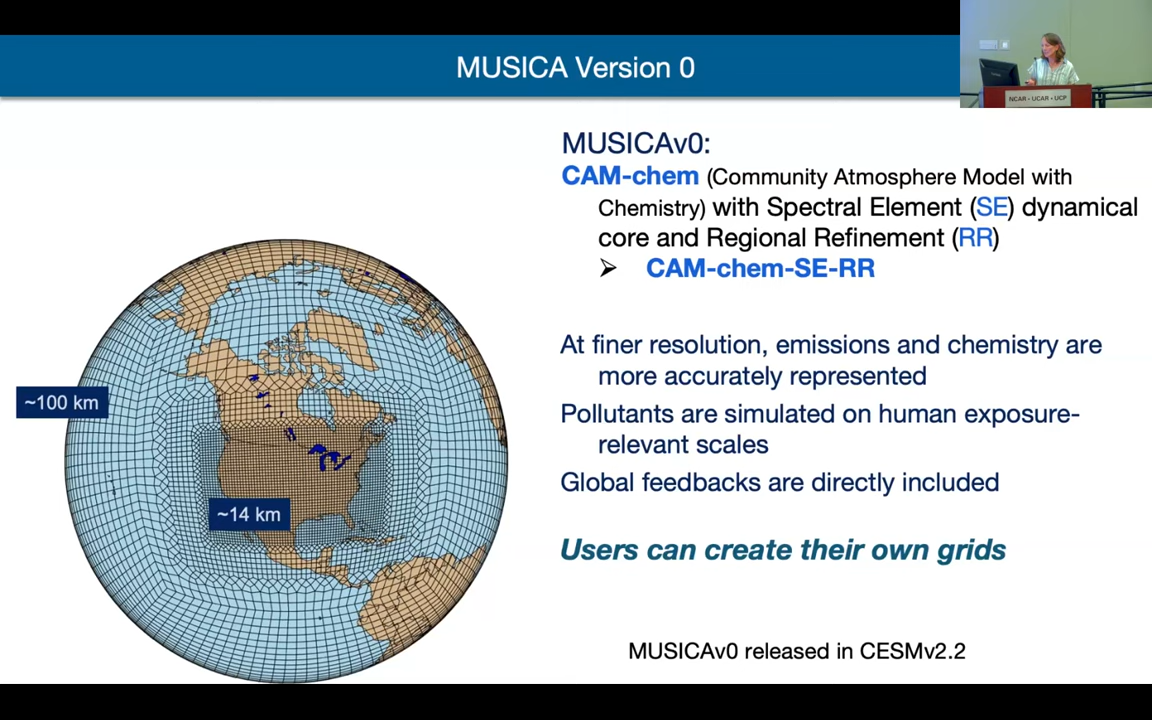 MUSICA Version 0
NCAR • UCAR • UCP
MUSICAv0:
CAM-chem (Community Atmosphere Model with
Chemistry) with Spectral Element (SE) dynamical
core and Regional Refinement (RR)
➢ CAM-chem-SE-RR
At finer resolution, emissions and chemistry are
more accurately represented
~100 km
Pollutants are simulated on human exposure-
relevant scales
Global feedbacks are directly included
~14 km
Users can create their own grids
MUSICAv0 released in CESMv2.2